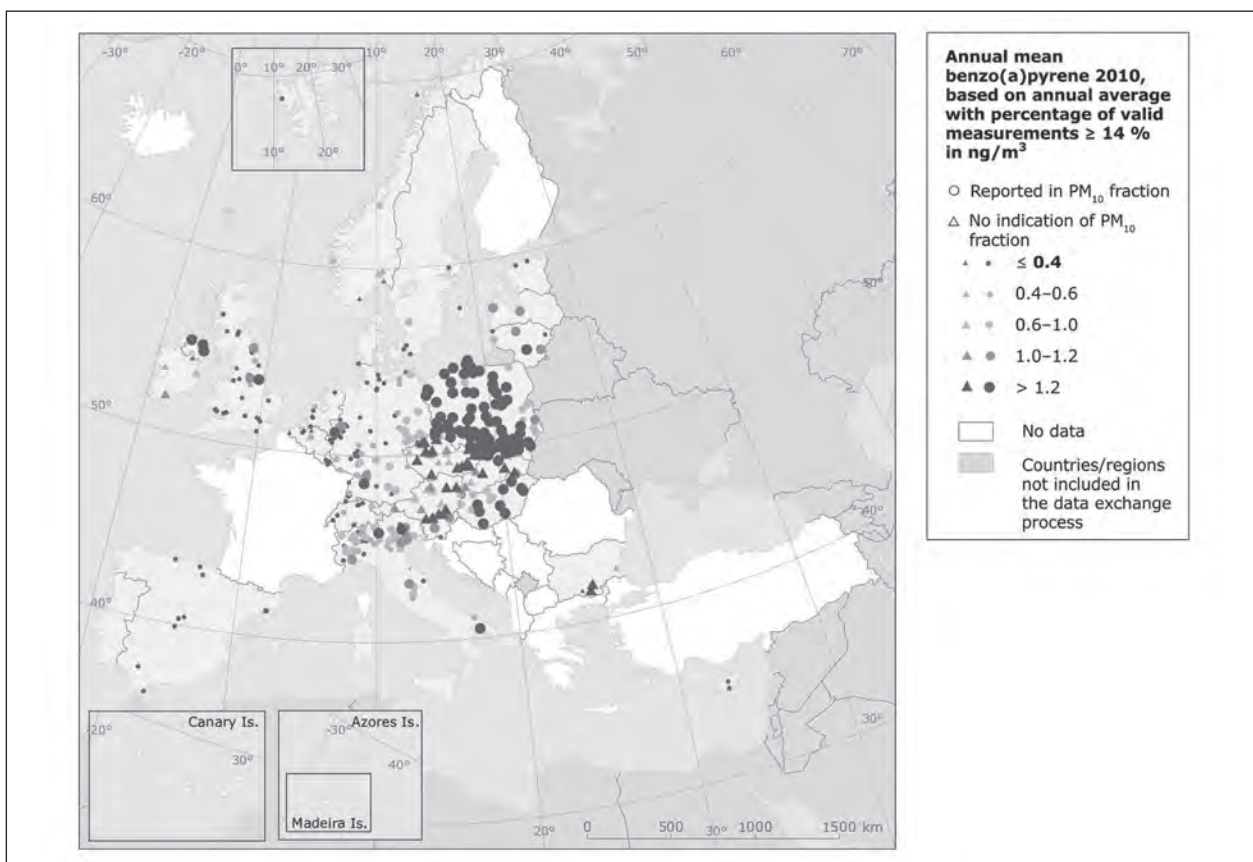 -30°
-20°
-10°
0°
10°
20°
30°
40°
50°
60°
70°
0° 10° 20° 30°
10° 20°
60°
50°
50°
40°
40°
30°
Canary Is.
20°
30°
Azores Is.
-30°
40°
Madeira Is.
20° 30°
0 500 1000 1500 km
Annual mean
benzo(a)pyrene 2010,
based on annual average
with percentage of valid
measurements ≥ 14 %
in ng/m³
Reported in PM₁₀ fraction
No indication of PM₁₀
fraction
≤ 0.4
0.4–0.6
0.6–1.0
1.0–1.2
> 1.2
No data
Countries/regions
not included in
the data exchange
process